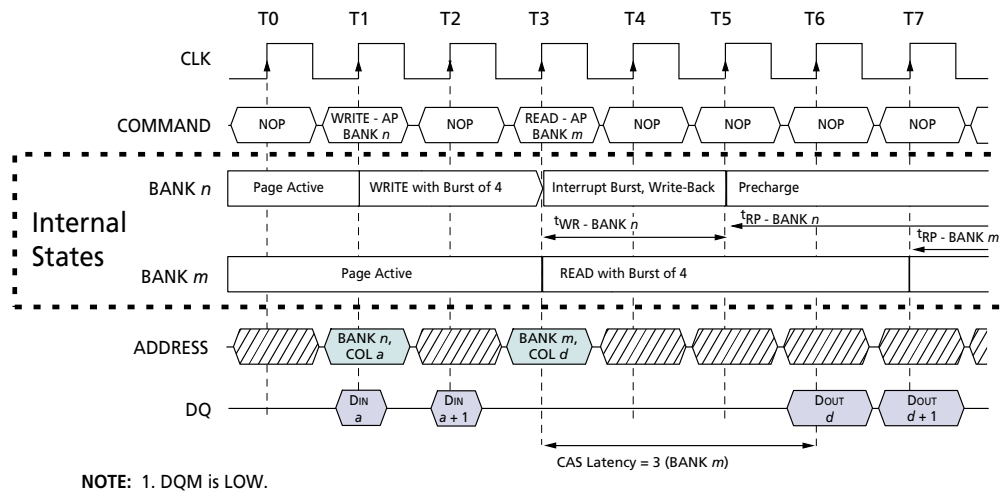 T0 T1 T2 T3 T4 T5 T6 T7
CLK
COMMAND NOP WRITE - AP BANK n NOP READ - AP BANK m NOP NOP NOP NOP
Internal States
BANK n Page Active WRITE with Burst of 4 Interrupt Burst, Write-Back Precharge
tWR - BANK n tRP - BANK n
tRP - BANK m
BANK m Page Active READ with Burst of 4
ADDRESS BANK n, COL a BANK m, COL d
DQ DIN a DIN a + 1 DOUT d DOUT d + 1
CAS Latency = 3 (BANK m)
NOTE: 1. DQM is LOW.